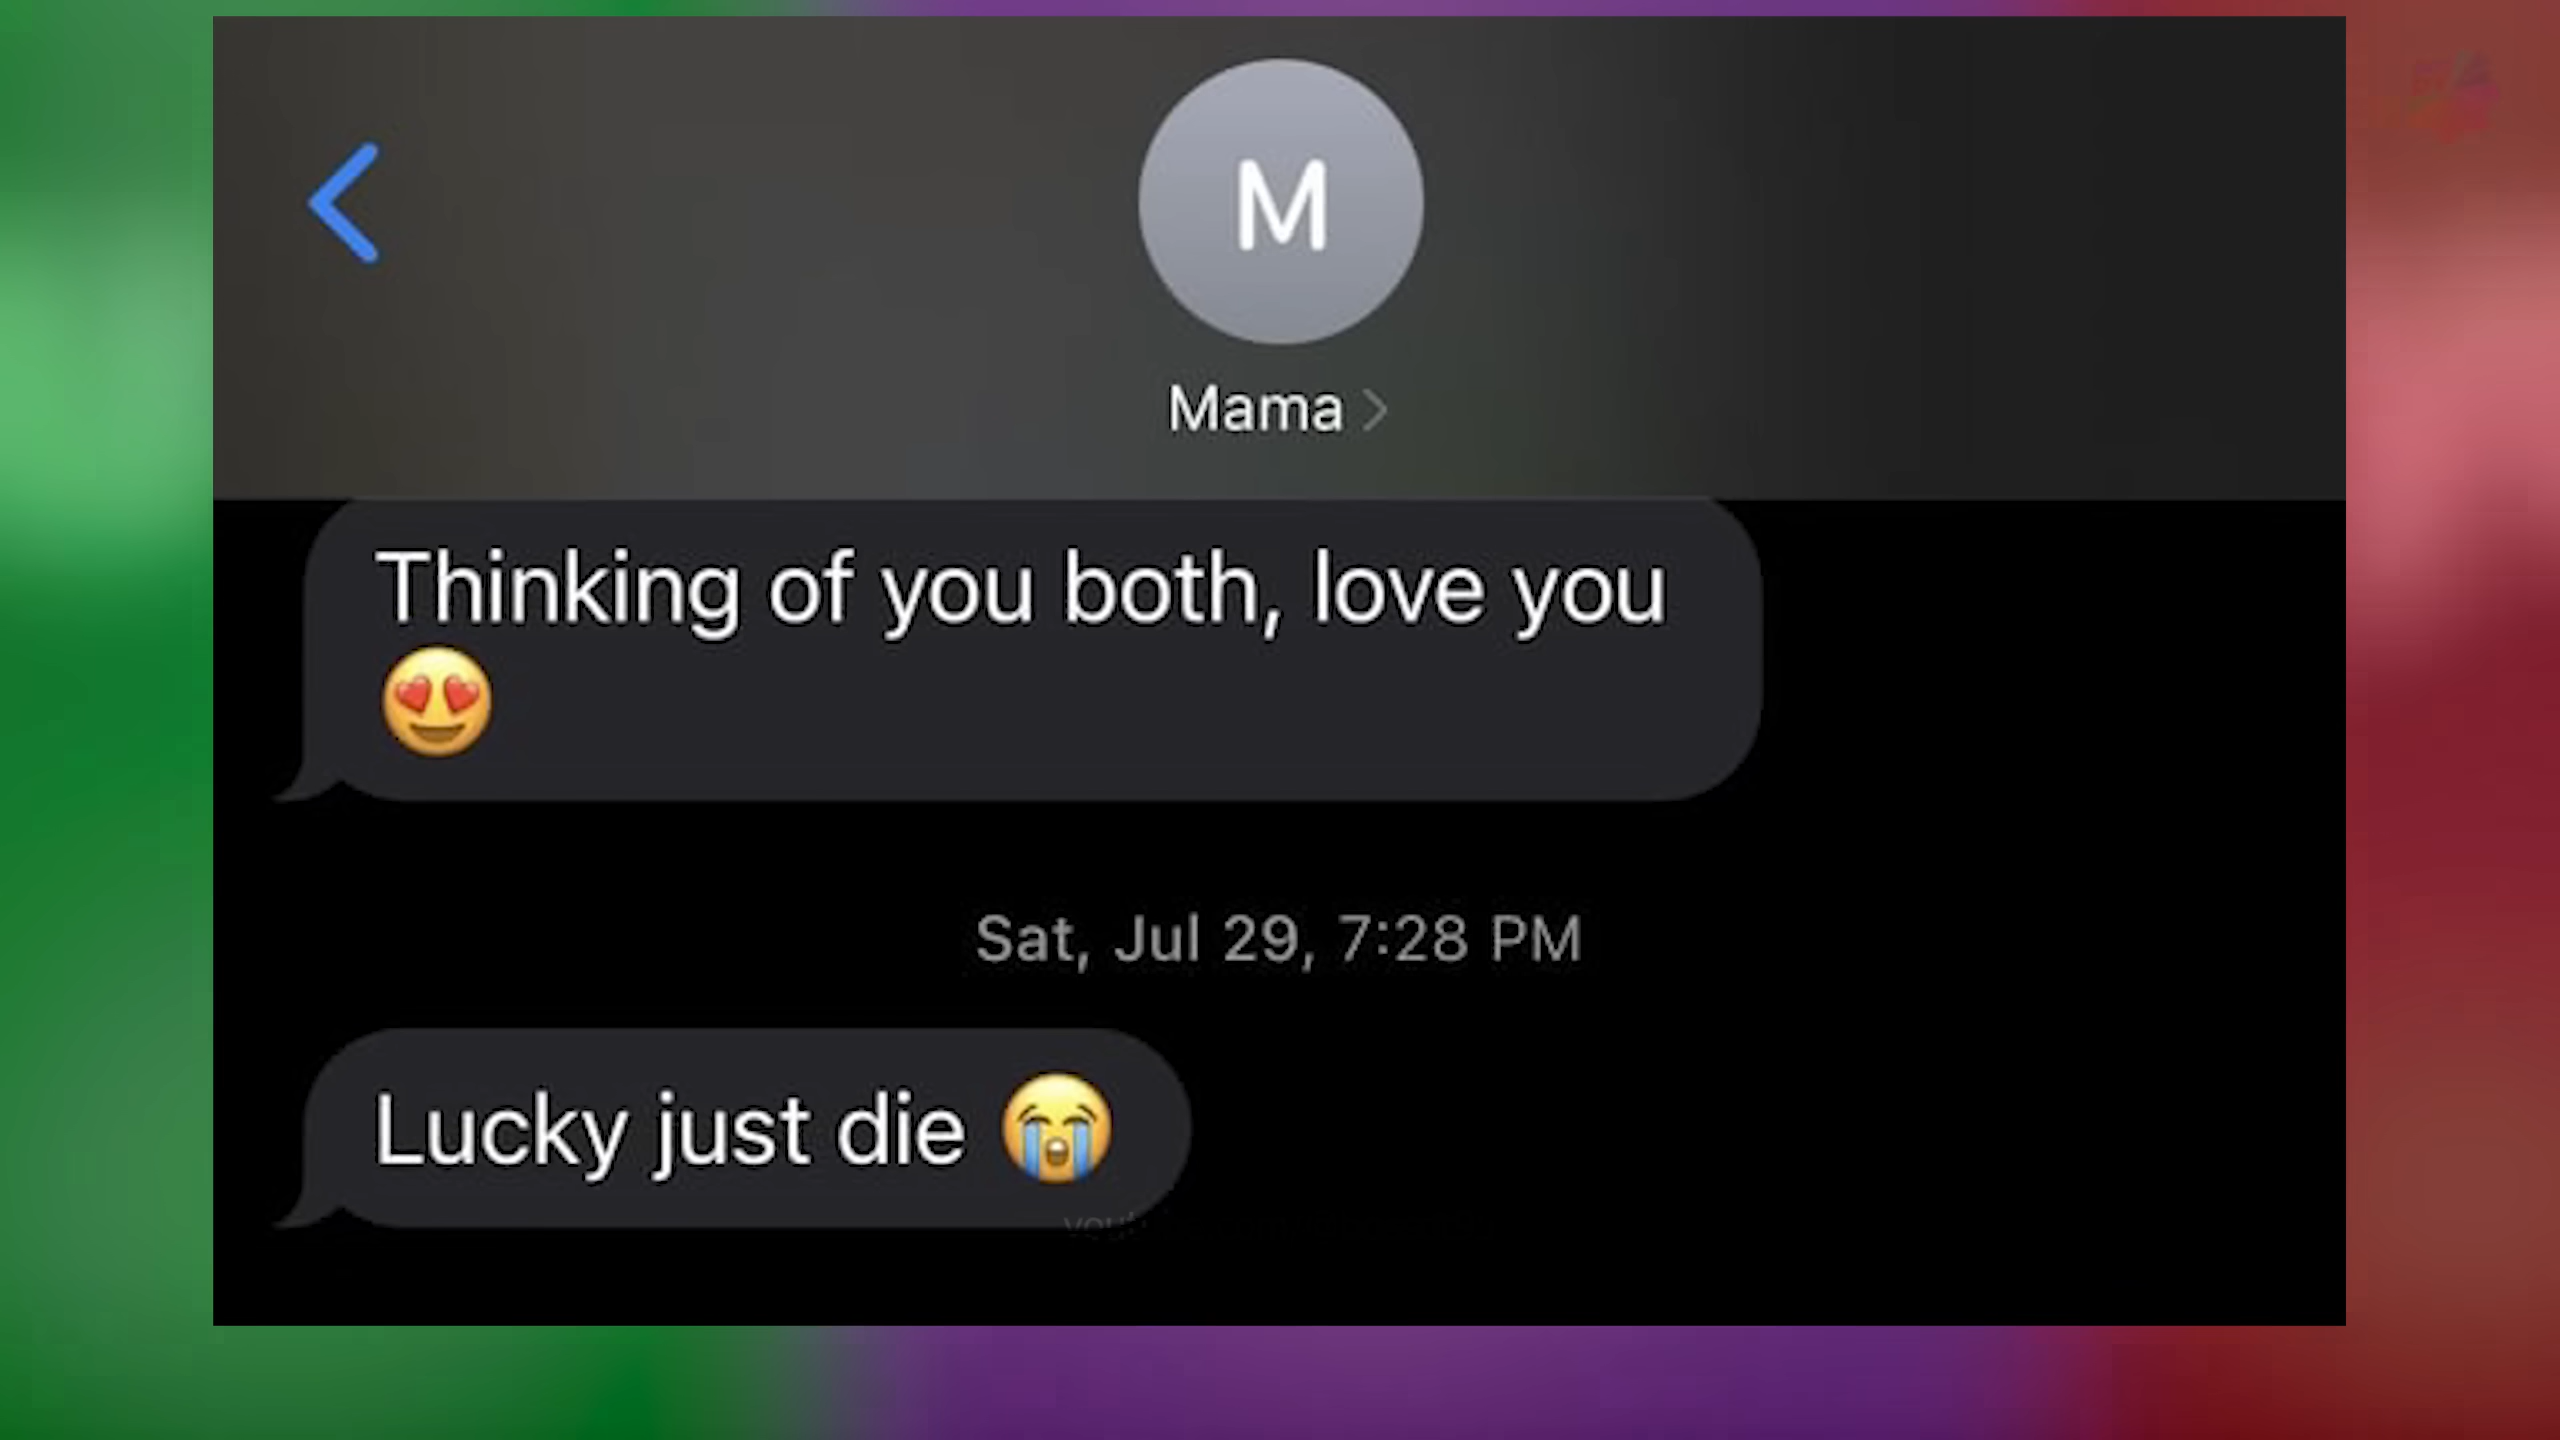 M
Mama
Thinking of you both, love you
😍
Sat, Jul 29, 7:28 PM
Lucky just die 😭